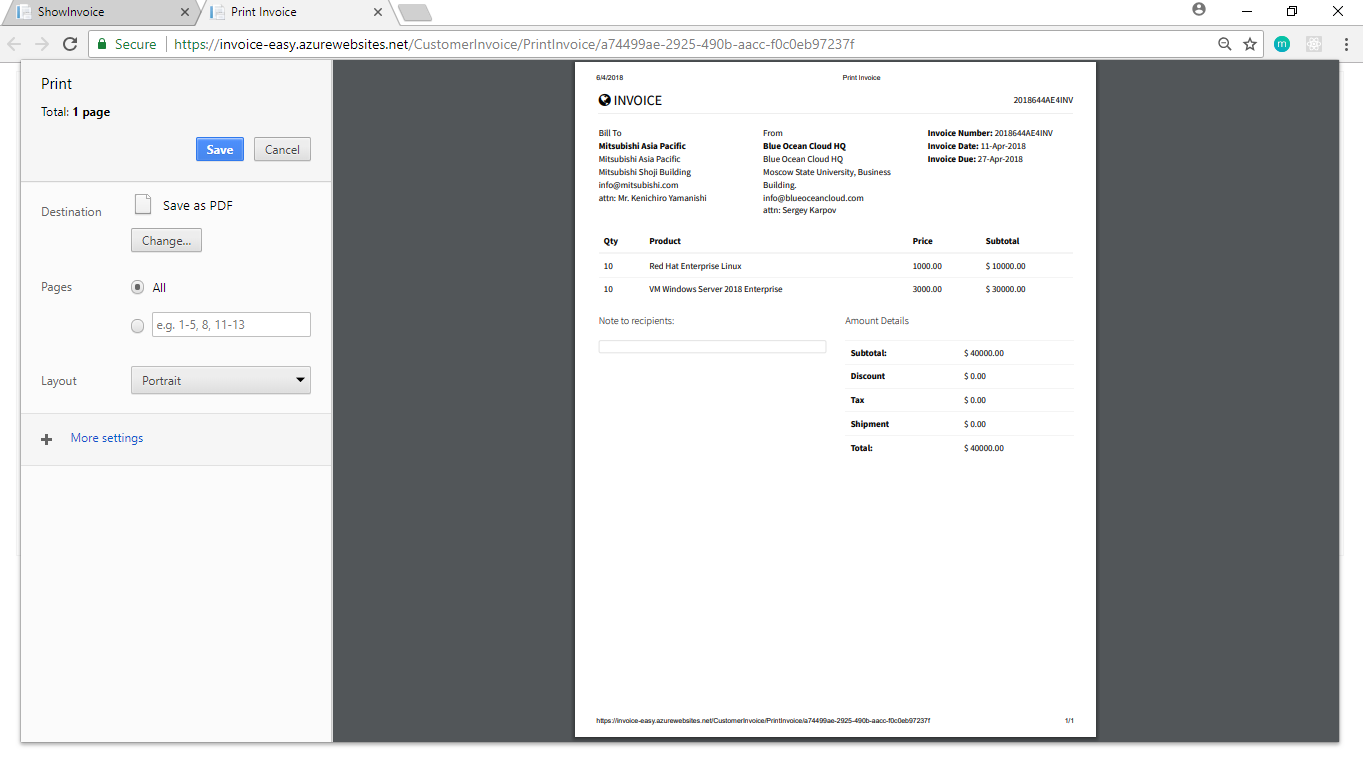 ShowInvoice
Print Invoice
Secure https://invoice-easy.azurewebsites.net/CustomerInvoice/PrintInvoice/a74499ae-2925-490b-aacc-f0c0eb97237f
m
Print
Total: 1 page
Save Cancel
Destination Save as PDF
Change...
Pages All
e.g. 1-5, 8, 11-13
Layout Portrait
More settings
6/4/2018 Print Invoice
INVOICE 2018644AE4INV
Bill To
Mitsubishi Asia Pacific
Mitsubishi Asia Pacific
Mitsubishi Shoji Building
info@mitsubishi.com
attn: Mr. Kenichiro Yamanishi
From
Blue Ocean Cloud HQ
Blue Ocean Cloud HQ
Moscow State University, Business
Building.
info@blueoceancloud.com
attn: Sergey Karpov
Invoice Number: 2018644AE4INV
Invoice Date: 11-Apr-2018
Invoice Due: 27-Apr-2018
Qty Product Price Subtotal
10 Red Hat Enterprise Linux 1000.00 $ 10000.00
10 VM Windows Server 2018 Enterprise 3000.00 $ 30000.00
Note to recipients:
Amount Details
Subtotal: $ 40000.00
Discount $ 0.00
Tax $ 0.00
Shipment $ 0.00
Total: $ 40000.00
https://invoice-easy.azurewebsites.net/CustomerInvoice/PrintInvoice/a74499ae-2925-490b-aacc-f0c0eb97237f 1/1